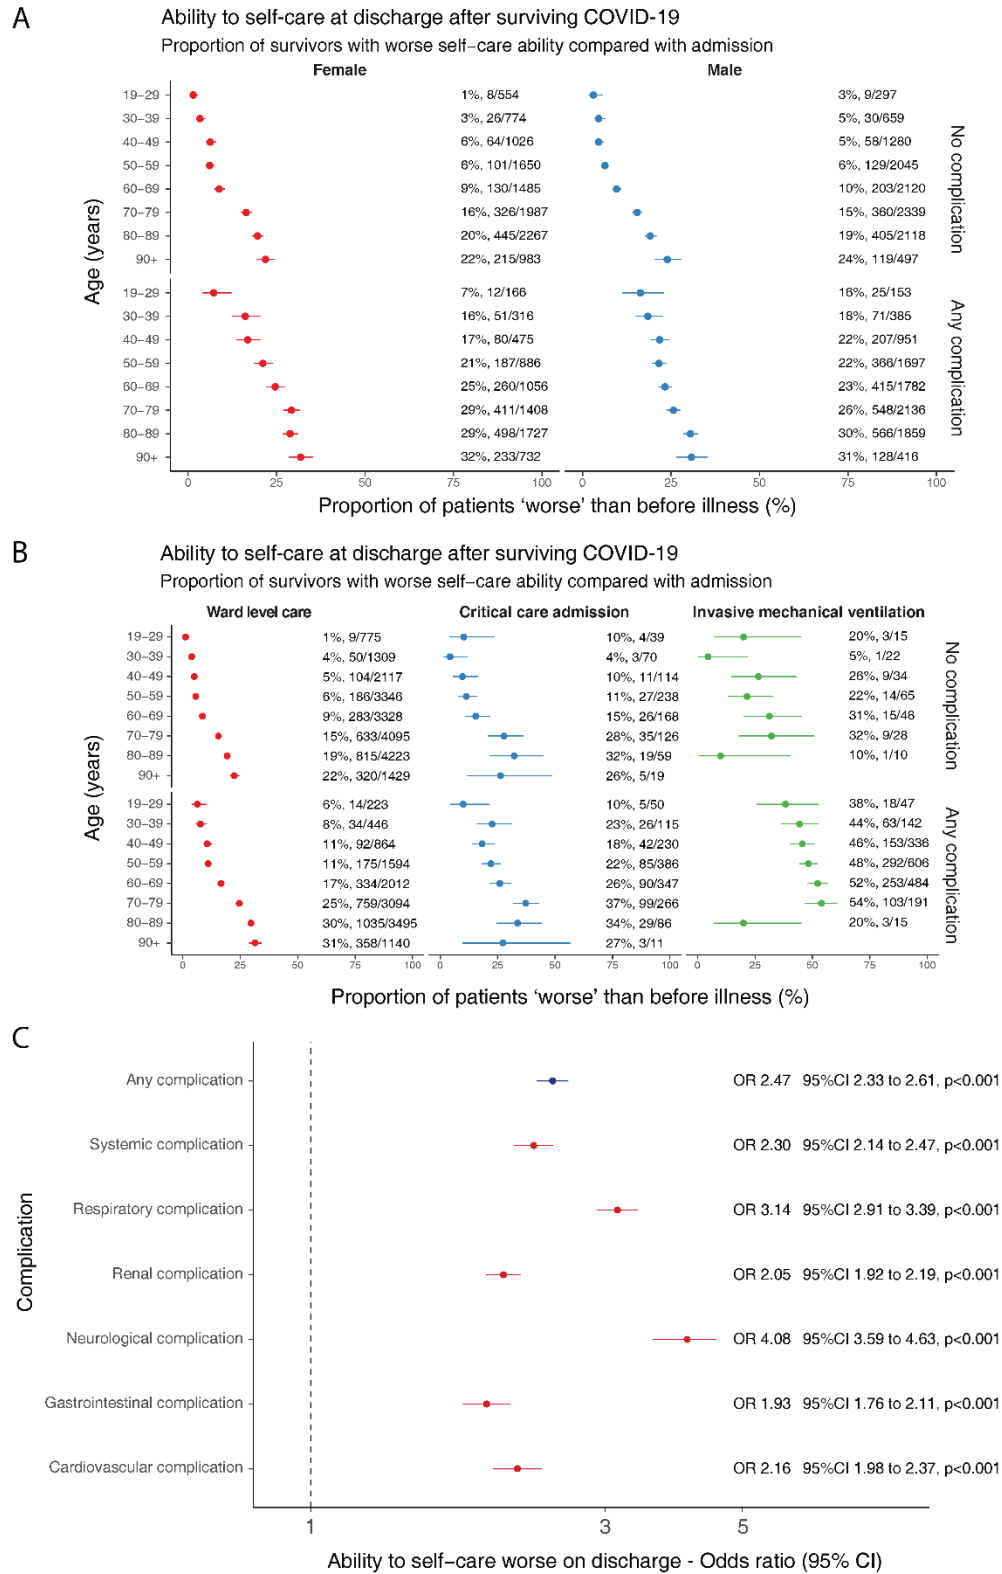 A
Ability to self-care at discharge after surviving COVID-19
Proportion of survivors with worse self-care ability compared with admission
Female
Male
19-29 1%, 8/554 3%, 9/297
30-39 3%, 26/774 5%, 30/659
40-49 6%, 64/1026 5%, 58/1280
50-59 6%, 101/1650 6%, 129/2045
60-69 9%, 130/1485 10%, 203/2120
70-79 16%, 326/1987 15%, 360/2339
80-89 20%, 445/2267 19%, 405/2118
90+ 22%, 215/983 24%, 119/497
No complication
19-29 7%, 12/166 16%, 25/153
30-39 16%, 51/316 18%, 71/385
40-49 17%, 80/475 22%, 207/951
50-59 21%, 187/886 22%, 366/1697
60-69 25%, 260/1056 23%, 415/1782
70-79 29%, 411/1408 26%, 548/2136
80-89 29%, 498/1727 30%, 566/1859
90+ 32%, 233/732 31%, 128/416
Any complication
Age (years)
0 25 50 75 100 0 25 50 75 100
Proportion of patients 'worse' than before illness (%)
B
Ability to self-care at discharge after surviving COVID-19
Proportion of survivors with worse self-care ability compared with admission
Ward level care
Critical care admission
Invasive mechanical ventilation
19-29 1%, 9/775 10%, 4/39 20%, 3/15
30-39 4%, 50/1309 4%, 3/70 5%, 1/22
40-49 5%, 104/2117 10%, 11/114 26%, 9/34
50-59 6%, 186/3346 11%, 27/238 22%, 14/65
60-69 9%, 283/3328 15%, 26/168 31%, 15/48
70-79 15%, 633/4095 28%, 35/126 32%, 9/28
80-89 19%, 815/4223 32%, 19/59 10%, 1/10
90+ 22%, 320/1429 26%, 5/19
No complication
19-29 6%, 14/223 10%, 5/50 38%, 18/47
30-39 8%, 34/446 23%, 26/115 44%, 63/142
40-49 11%, 92/864 18%, 42/230 46%, 153/336
50-59 11%, 175/1594 22%, 85/386 48%, 292/606
60-69 17%, 334/2012 26%, 90/347 52%, 253/484
70-79 25%, 759/3094 37%, 99/266 54%, 103/191
80-89 30%, 1035/3495 34%, 29/86 20%, 3/15
90+ 31%, 358/1140 27%, 3/11
Any complication
Age (years)
0 25 50 75 100 0 25 50 75 100 0 25 50 75 100
Proportion of patients 'worse' than before illness (%)
C
Any complication OR 2.47 95%CI 2.33 to 2.61, p<0.001
Systemic complication OR 2.30 95%CI 2.14 to 2.47, p<0.001
Respiratory complication OR 3.14 95%CI 2.91 to 3.39, p<0.001
Renal complication OR 2.05 95%CI 1.92 to 2.19, p<0.001
Neurological complication OR 4.08 95%CI 3.59 to 4.63, p<0.001
Gastrointestinal complication OR 1.93 95%CI 1.76 to 2.11, p<0.001
Cardiovascular complication OR 2.16 95%CI 1.98 to 2.37, p<0.001
Complication
1 3 5
Ability to self-care worse on discharge - Odds ratio (95% CI)